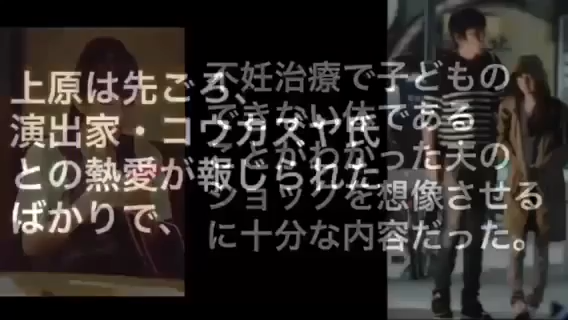 上原は先ごろ、
演出家・コウカズヤ氏
との熱愛が報じられた
ばかりで、
不妊治療で子どもの
できない体である
ことがわかった夫の
ショックを想像させる
に十分な内容だった。